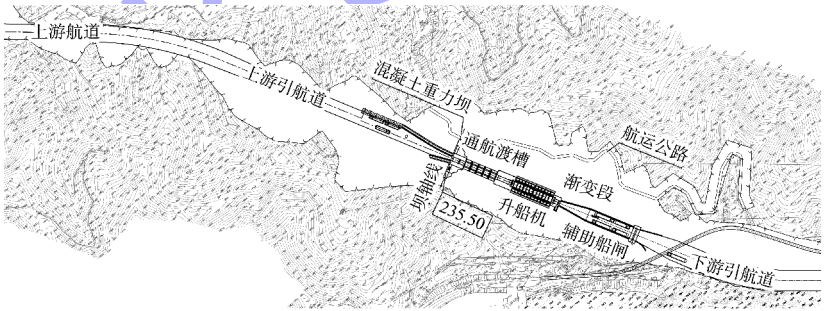 上游航道
上游引航道
混凝土重力坝
通航渡槽
航运公路
坝轴线
235.50
升船机
渐变段
辅助船闸
下游引航道